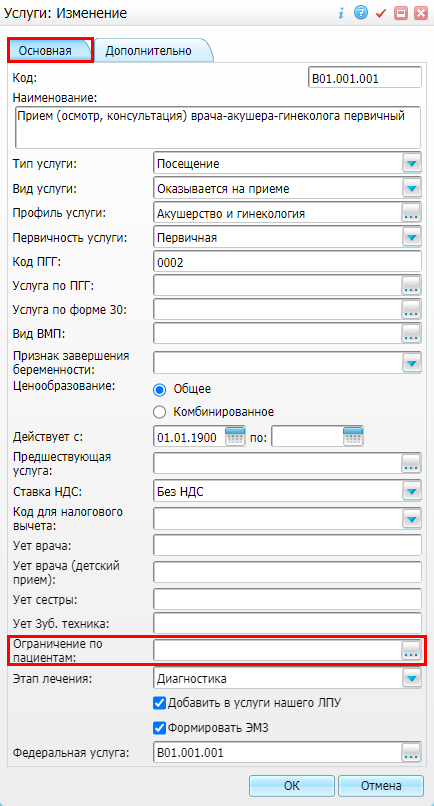 Услуги: Изменение
Основная
Дополнительно
Код: B01.001.001
Наименование:
Прием (осмотр, консультация) врача-акушера-гинеколога первичный
Тип услуги: Посещение
Вид услуги: Оказывается на приеме
Профиль услуги: Акушерство и гинекология
Первичность услуги: Первичная
Код ПГГ: 0002
Услуга по ПГГ:
Услуга по форме 30:
Вид ВМП:
Признак завершения
беременности:
Ценообразование: Общее
Комбинированное
Действует с: 01.01.1900 по:
Предшествующая
услуга:
Ставка НДС: Без НДС
Код для налогового
вычета:
Ует врача:
Ует врача (детский
прием):
Ует сестры:
Ует Зуб. техника:
Ограничение по
пациентам:
Этап лечения: Диагностика
Добавить в услуги нашего ЛПУ
Формировать ЭМЗ
Федеральная услуга: B01.001.001
ОК
Отмена